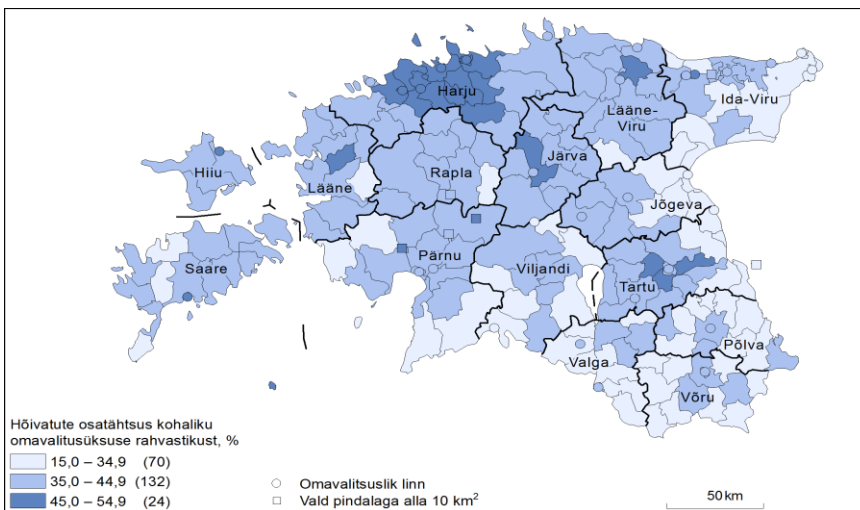 Harju
Lääne-
Viru
Ida-Viru
Hiiu
Lääne
Rapla
Järva
Jõgeva
Saare
Pärnu
Viljandi
Tartu
Põlva
Valga
Võru
Hõivatute osatähtsus kohaliku
omavalitusüksuse rahvastikust, %
15,0 – 34,9 (70)
35,0 – 44,9 (132)
45,0 – 54,9 (24)
Omavalitsuslik linn
Vald pindalaga alla 10 km²
50 km